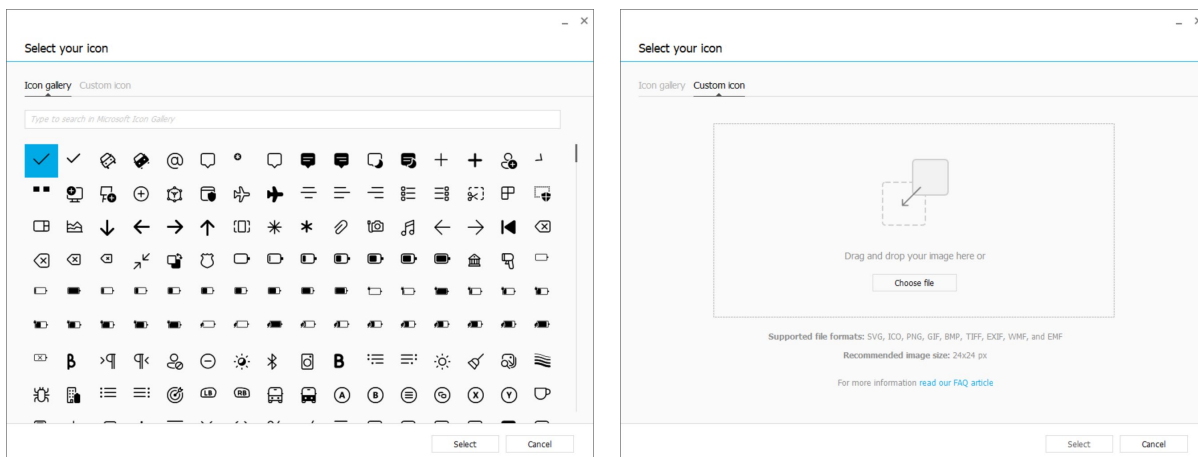 Select your icon
Icon gallery Custom icon
Type to search in Microsoft Icon Gallery
LB RB
B
A B X Y
Select Cancel
Select your icon
Icon gallery Custom icon
Drag and drop your image here or
Choose file
Supported file formats: SVG, ICO, PNG, GIF, BMP, TIFF, EXIF, WMF, and EMF
Recommended image size: 24x24 px
For more information read our FAQ article
Select Cancel